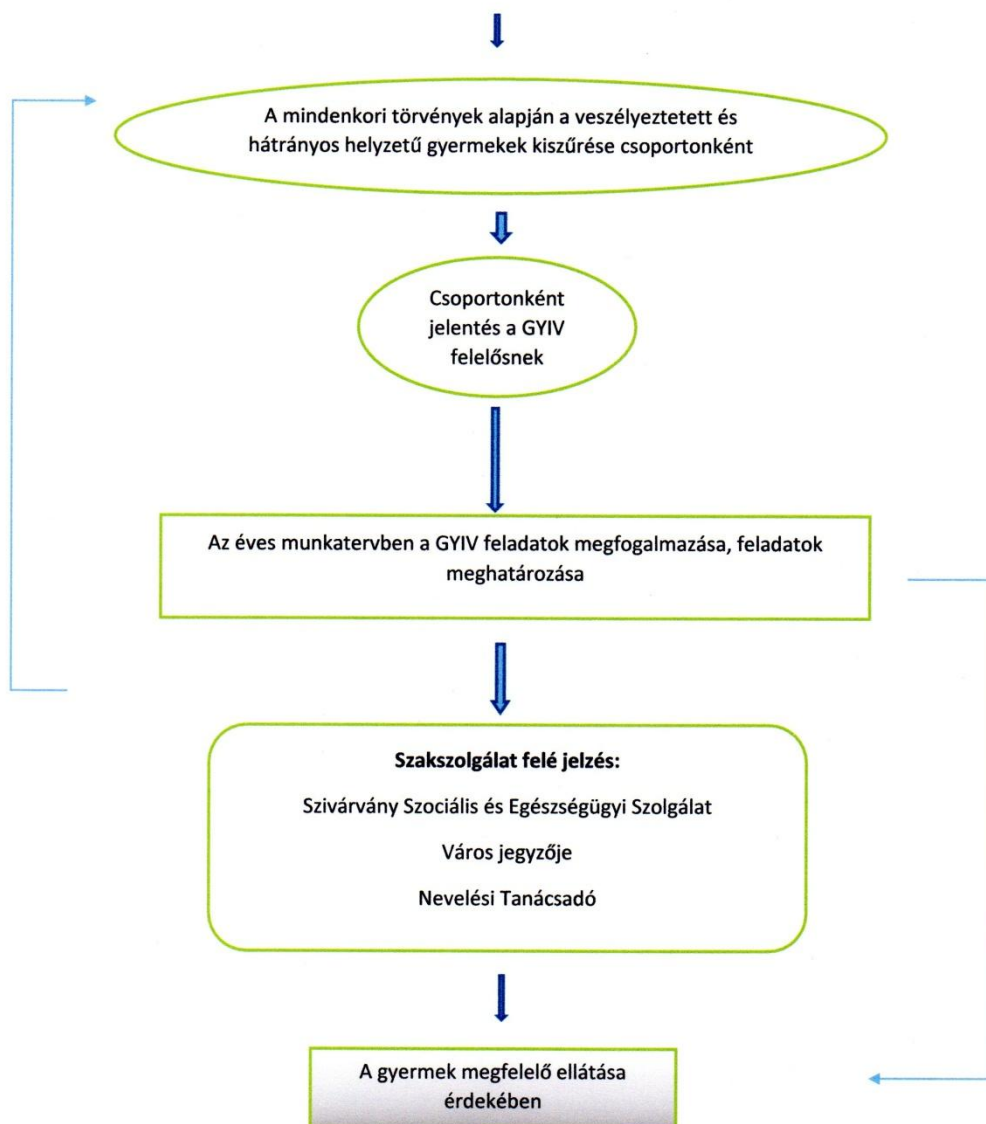 A mindenkori törvények alapján a veszélyeztetett és
hátrányos helyzetű gyermekek kiszűrése csoportonként
Csoportonként
jelentés a GYIV
felelősnek
Az éves munkatervben a GYIV feladatok megfogalmazása, feladatok
meghatározása
Szakszolgálat felé jelzés:
Szivárvány Szociális és Egészségügyi Szolgálat
Város jegyzője
Nevelési Tanácsadó
A gyermek megfelelő ellátása
érdekében